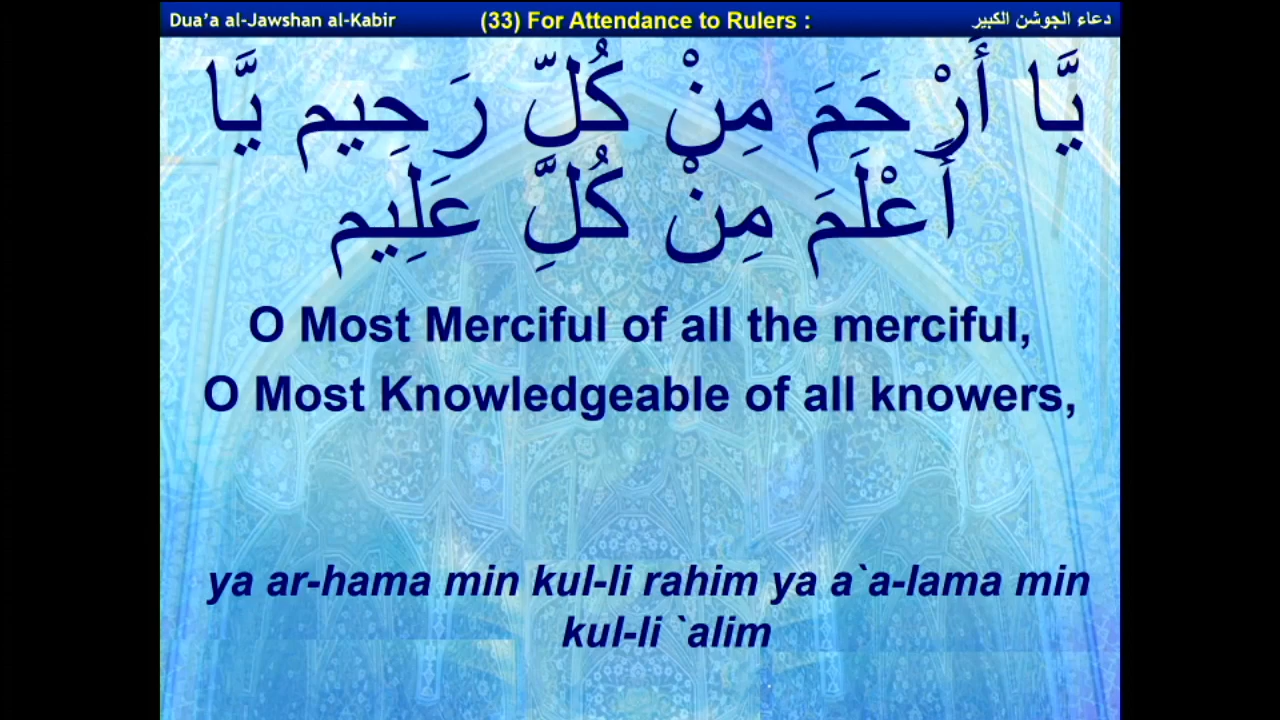 Dua’a al-Jawshan al-Kabir (33) For Attendance to Rulers : دعاء الجوشن الكبير
يَّا أَرْحَمَ مِنْ كُلِّ رَحِيم يَّا
أَعْلَمَ مِنْ كُلِّ عَلِيم
O Most Merciful of all the merciful,
O Most Knowledgeable of all knowers,
ya ar-hama min kul-li rahim ya a`a-lama min
kul-li `alim